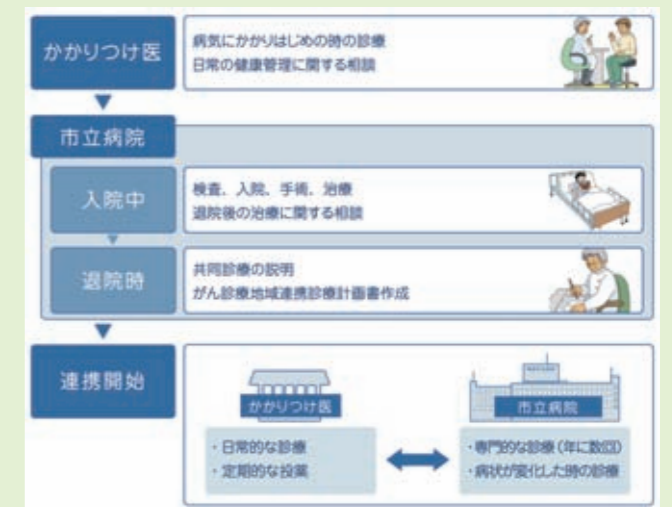 かかりつけ医
病気にかかりはじめの時の診療
日常の健康管理に関する相談
市立病院
入院中
検査、入院、手術、治療
退院後の治療に関する相談
退院時
共同診療の説明
がん診療地域連携診療計画書作成
連携開始
かかりつけ医
・日常的な診療
・定期的な投薬
市立病院
・専門的な診療（年に数回）
・病状が変化した時の診療